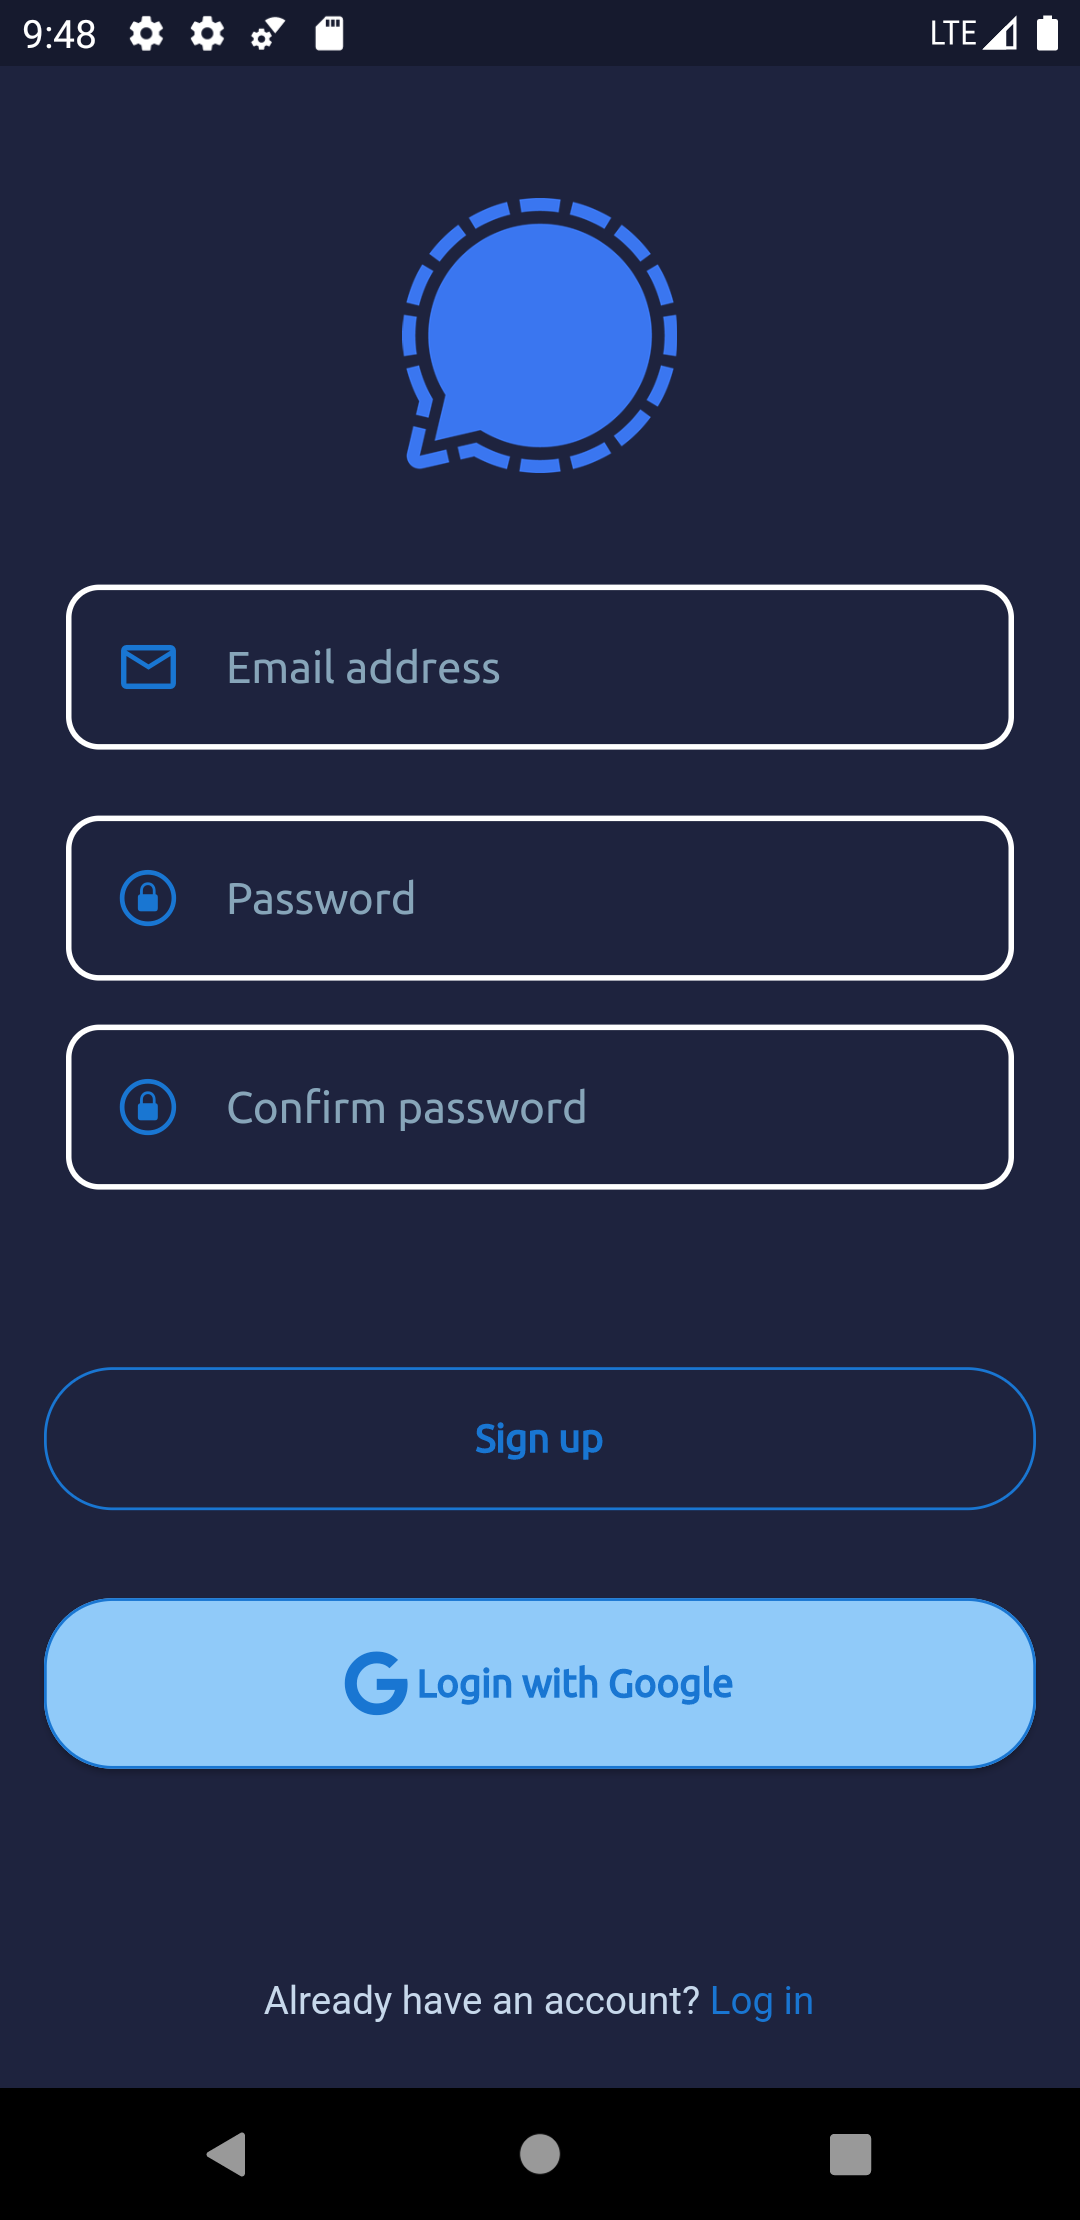 9:48 LTE
Email address
Password
Confirm password
Sign up
Login with Google
Already have an account? Log in